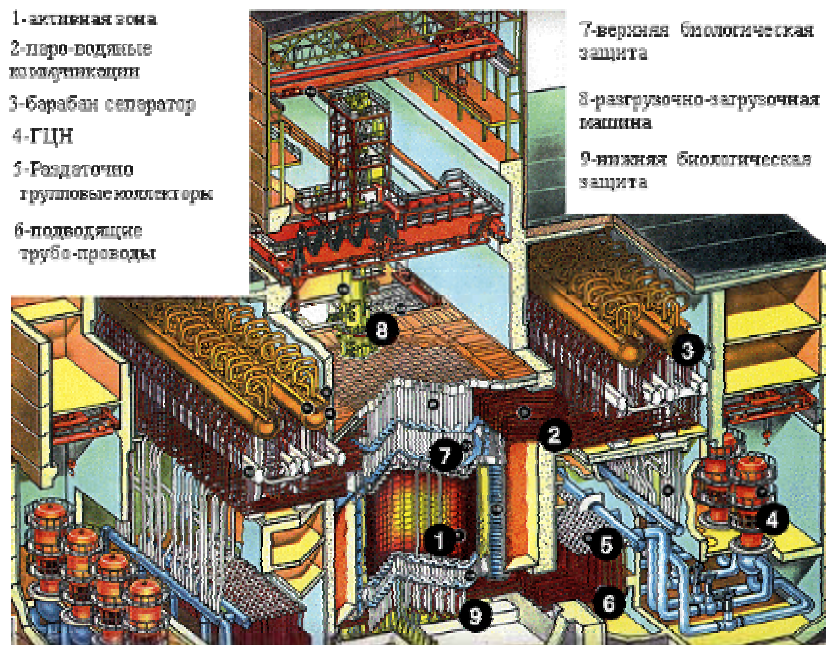 1-активная зона
2-паро-водяные
коммуникации
3-барабан сепаратор
4-ГЦН
5-Раздаточно
групповые коллекторы
6-подводящие
трубо-проводы
7-верхняя биологическая
защита
8-разгрузочно-загрузочная
машина
9-нижняя биологическая
защита
8
3
2
7
1
5
4
6
9